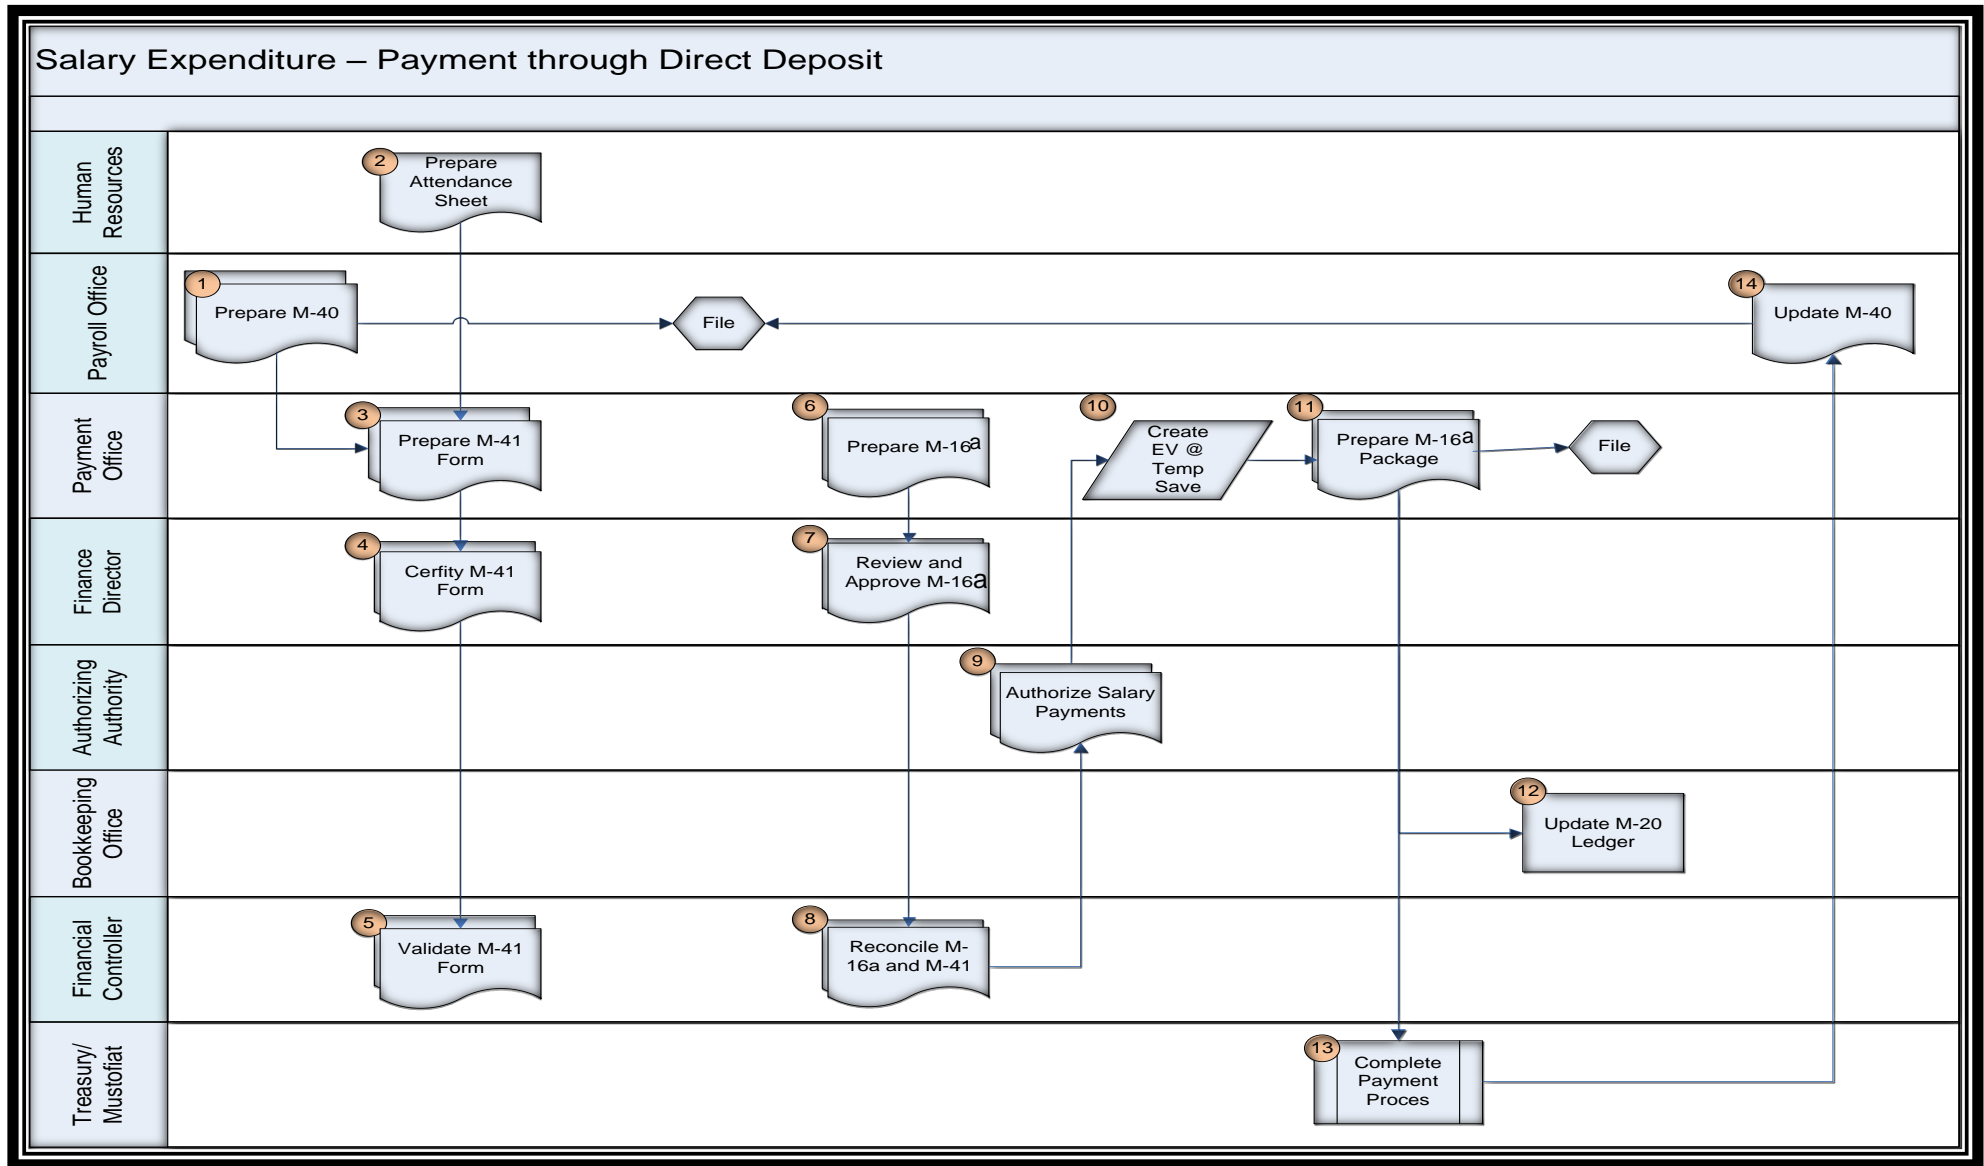 Salary Expenditure – Payment through Direct Deposit
Human
Resources
2
Prepare
Attendance
Sheet
Payroll Office
1
Prepare M-40
File
14
Update M-40
Payment
Office
3
Prepare M-41
Form
6
Prepare M-16a
10
Create
EV @
Temp
Save
11
Prepare M-16a
Package
File
Finance
Director
4
Cerfity M-41
Form
7
Review and
Approve M-16a
Authorizing
Authority
9
Authorize Salary
Payments
Bookkeeping
Office
12
Update M-20
Ledger
Financial
Controller
5
Validate M-41
Form
8
Reconcile M-
16a and M-41
Treasury/
Mustofiat
13
Complete
Payment
Proces